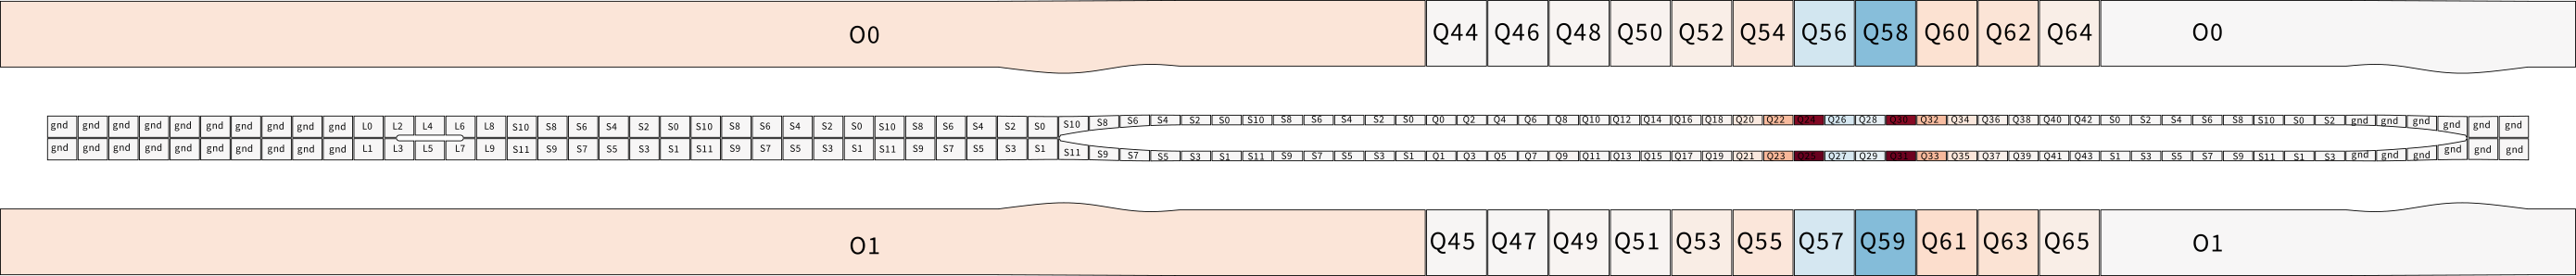 O0 Q44 Q46 Q48 Q50 Q52 Q54 Q56 Q58 Q60 Q62 Q64 O0
gnd gnd gnd gnd gnd gnd gnd gnd gnd gnd L0 L2 L4 L6 L8 S10 S8 S6 S4 S2 S0 S10 S8 S6 S4 S2 S0 S10 S8 S6 S4 S2 S0 S10 S8 S6 S4 S2 S0 S10 S8 S6 S4 S2 S0 Q0 Q2 Q4 Q6 Q8 Q10 Q12 Q14 Q16 Q18 Q20 Q22 Q24 Q26 Q28 Q30 Q32 Q34 Q36 Q38 Q40 Q42 S0 S2 S4 S6 S8 S10 S0 S2 gnd gnd gnd gnd gnd gnd
gnd gnd gnd gnd gnd gnd gnd gnd gnd gnd L1 L3 L5 L7 L9 S11 S9 S7 S5 S3 S1 S11 S9 S7 S5 S3 S1 S11 S9 S7 S5 S3 S1 S11 S9 S7 S5 S3 S1 S11 S9 S7 S5 S3 S1 Q1 Q3 Q5 Q7 Q9 Q11 Q13 Q15 Q17 Q19 Q21 Q23 Q25 Q27 Q29 Q31 Q33 Q35 Q37 Q39 Q41 Q43 S1 S3 S5 S7 S9 S11 S1 S3 gnd gnd gnd gnd gnd gnd
O1 Q45 Q47 Q49 Q51 Q53 Q55 Q57 Q59 Q61 Q63 Q65 O1